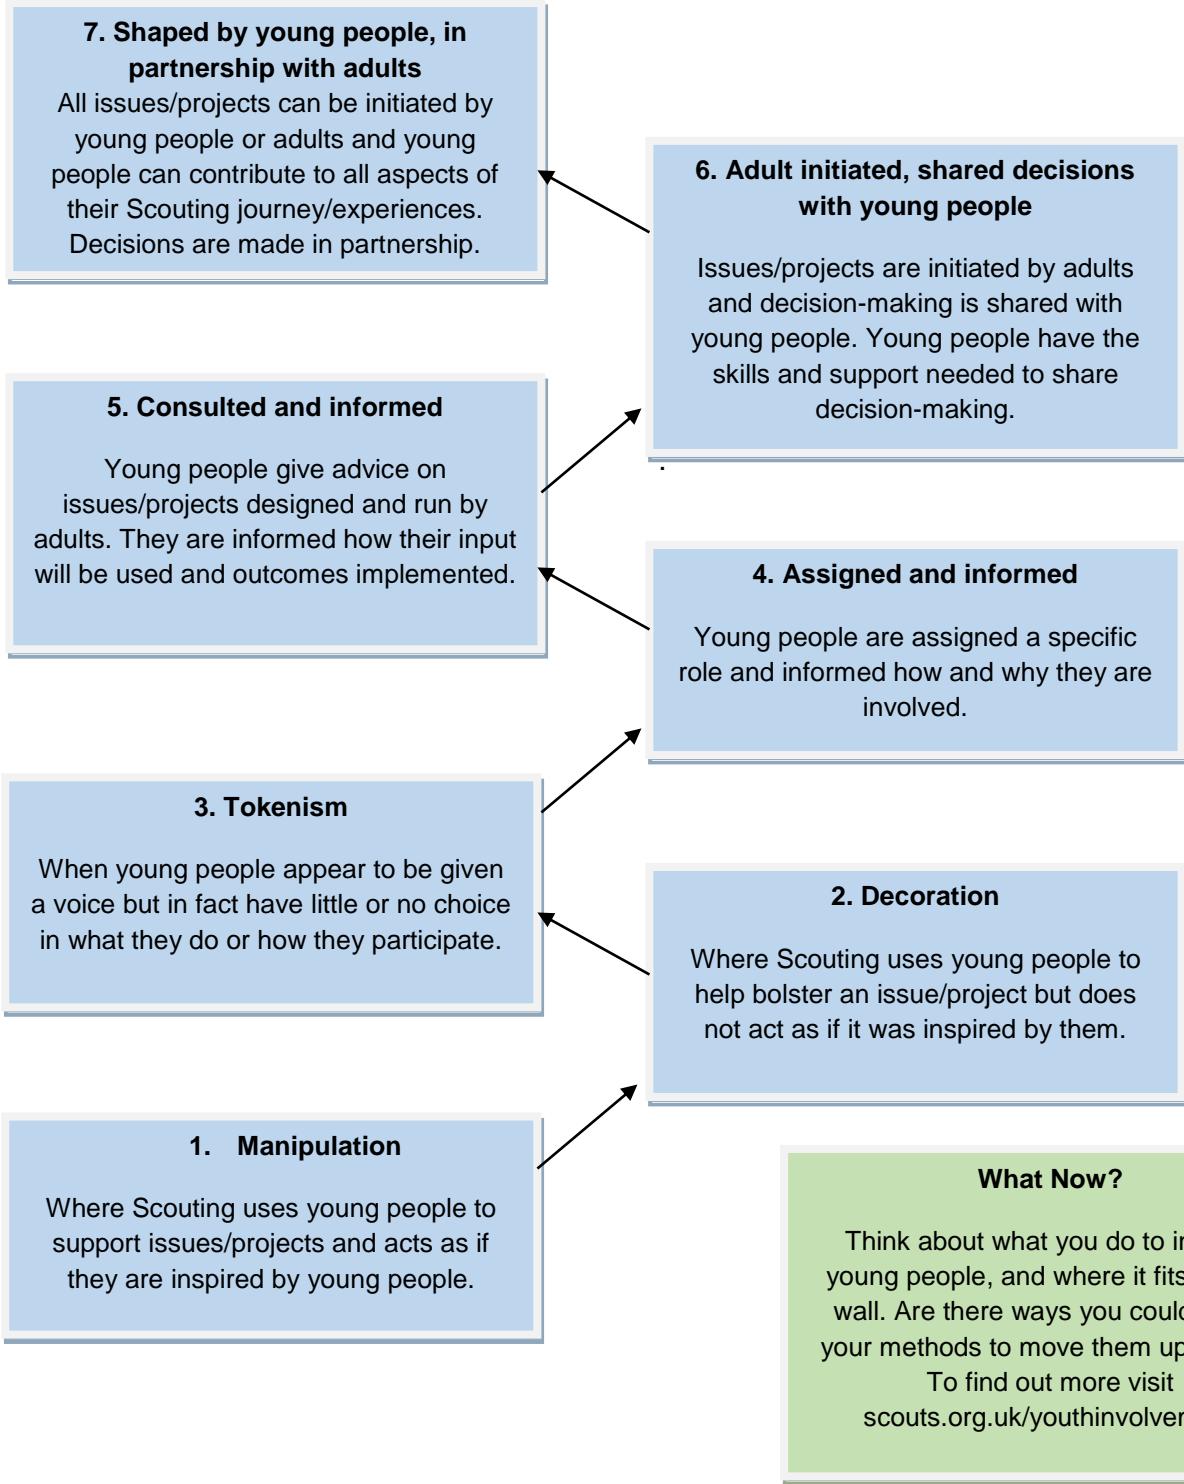 7. Shaped by young people, in
partnership with adults
All issues/projects can be initiated by
young people or adults and young
people can contribute to all aspects of
their Scouting journey/experiences.
Decisions are made in partnership.
6. Adult initiated, shared decisions
with young people
Issues/projects are initiated by adults
and decision-making is shared with
young people. Young people have the
skills and support needed to share
decision-making.
.
5. Consulted and informed
Young people give advice on
issues/projects designed and run by
adults. They are informed how their input
will be used and outcomes implemented.
4. Assigned and informed
Young people are assigned a specific
role and informed how and why they are
involved.
3. Tokenism
When young people appear to be given
a voice but in fact have little or no choice
in what they do or how they participate.
2. Decoration
Where Scouting uses young people to
help bolster an issue/project but does
not act as if it was inspired by them.
1. Manipulation
Where Scouting uses young people to
support issues/projects and acts as if
they are inspired by young people.
What Now?
Think about what you do to
young people, and where it fits
wall. Are there ways you could
your methods to move them up
To find out more visit